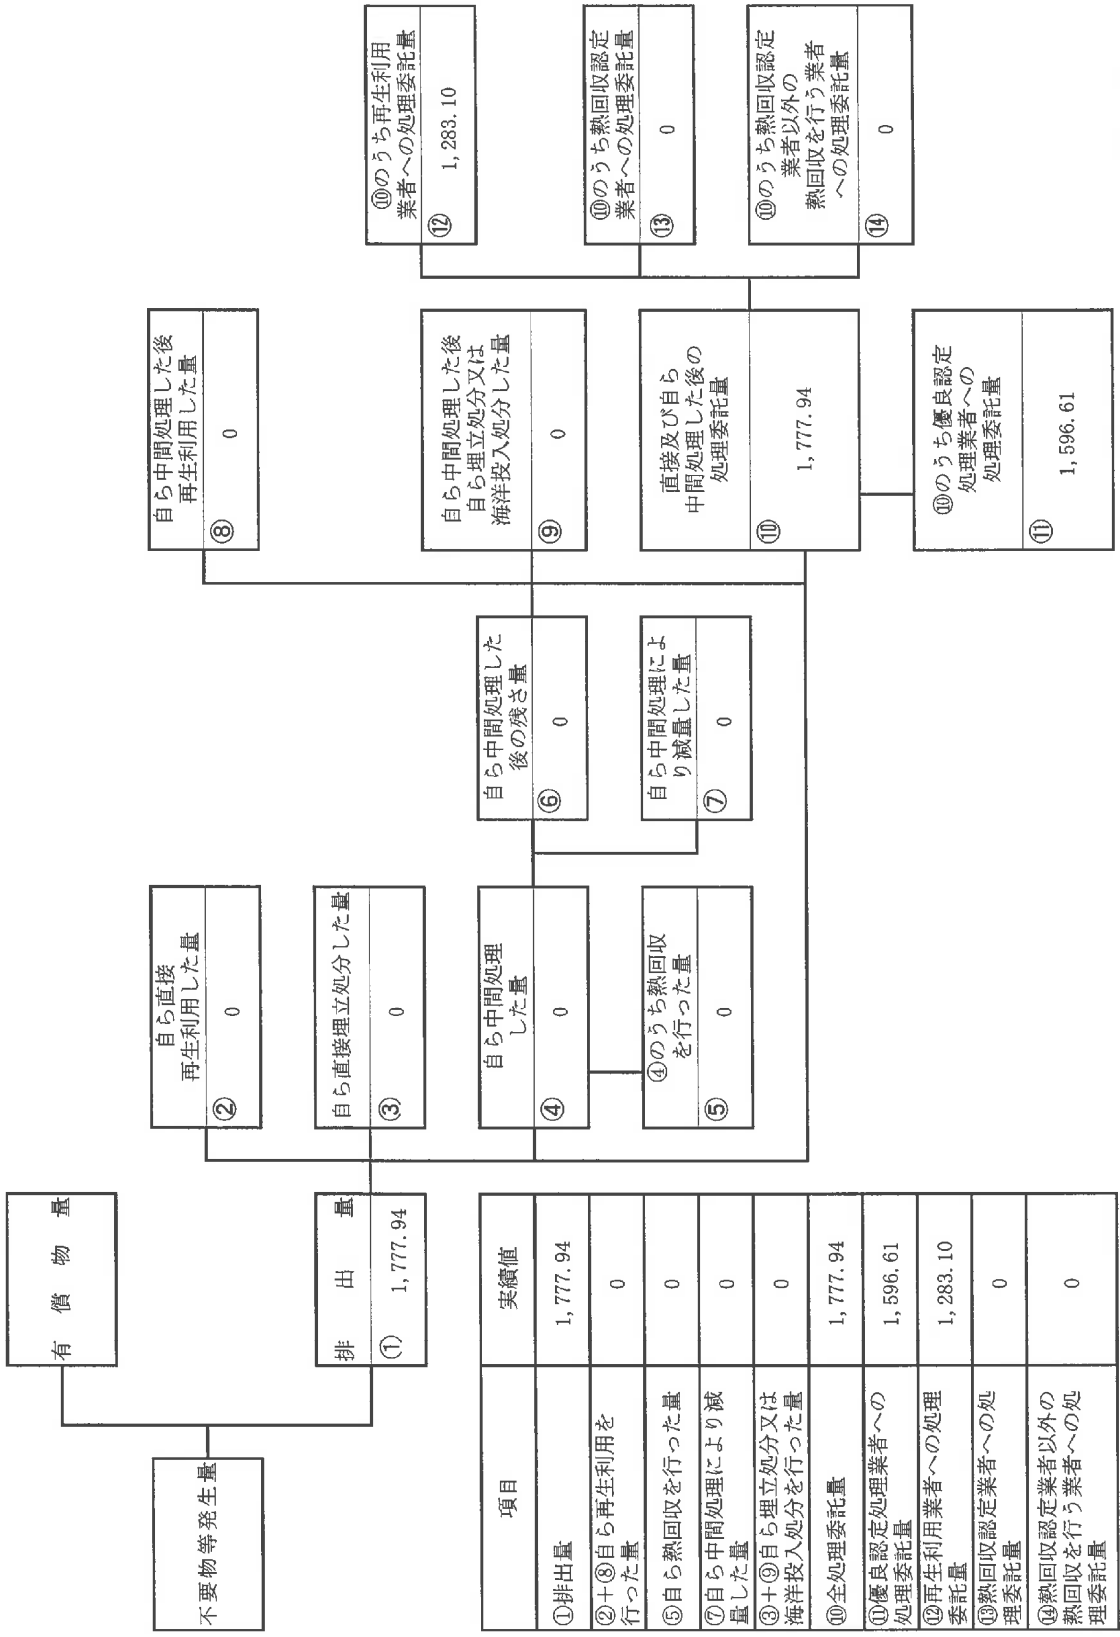 不要物等発生量
有償物量
排出量
① 1,777.94
自ら直接
再生利用した量
② 0
自ら直接埋立処分した量
③ 0
自ら中間処理
した量
④ 0
④のうち熱回収
を行った量
⑤ 0
自ら中間処理した
後の残さ量
⑥ 0
自ら中間処理によ
り減量した量
⑦ 0
自ら中間処理した後
再生利用した量
⑧ 0
自ら中間処理した後
自ら埋立処分又は
海洋投入処分した量
⑨ 0
直接及び自ら
中間処理した後の
処理委託量
⑩ 1,777.94
⑩のうち優良認定
処理業者への
処理委託量
⑪ 1,596.61
⑩のうち再生利用
業者への処理委託量
⑫ 1,283.10
⑩のうち熱回収認定
業者への処理委託量
⑬ 0
⑩のうち熱回収認定
業者以外の
熱回収を行う業者
への処理委託量
⑭ 0
項目 実績値
①排出量 1,777.94
②+⑧自ら再生利用を
行った量 0
⑤自ら熱回収を行った量 0
⑦自ら中間処理により減
量した量 0
③+⑨自ら埋立処分又は
海洋投入処分を行った量 0
⑩全処理委託量 1,777.94
⑪優良認定処理業者への
処理委託量 1,596.61
⑫再生利用業者への処理
委託量 1,283.10
⑬熱回収認定業者への処
理委託量 0
⑭熱回収認定業者以外の
熱回収を行う業者への処
理委託量 0